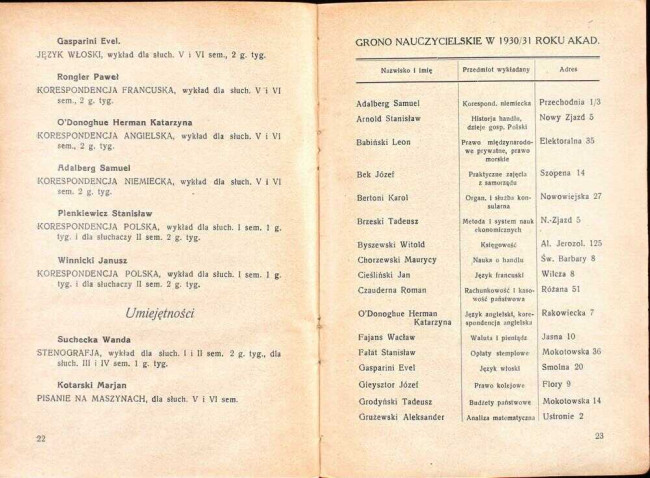 Gasparini Evel.
JĘZYK WŁOSKI, wykład dla słuch. V i VI sem., 2 g. tyg.
Rongier Paweł
KORESPONDENCJA FRANCUSKA, wykład dla słuch. V i VI
sem., 2 g. tyg.
O'Donoghue Herman Katarzyna
KORESPONDENCJA ANGIELSKA, wykład dla słuch. V i VI
sem., 2 g. tyg.
Adalberg Samuel
KORESPONDENCJA NIEMIECKA, wykład dla słuch. V i VI
sem. 2 g. tyg.
Plenkiewicz Stanisław
KORESPONDENCJA POLSKA, wykład dla słuch. I sem. 1 g.
tyg. i dla słuchaczy II sem. 2 g. tyg.
Winnicki Janusz
KORESPONDENCJA POLSKA, wykład dla słuch. I sem. 1 g.
tyg. i dla słuchaczy II sem. 2 g. tyg.
Umiejętności
Suchecka Wanda
STENOGRAFJA, wykład dla słuch. I i II sem. 2 g. tyg., dla
słuch. III i IV sem. 1 g. tyg.
Kotarski Marjan
PISANIE NA MASZYNACH, dla słuch. V i VI sem.
22
GRONO NAUCZYCIELSKIE W 1930/31 ROKU AKAD.
Nazwisko i imię Przedmiot wykładany Adres
Adalberg Samuel Korespond. niemiecka Przechodnia 1/3
Arnold Stanisław Historja handlu, Nowy Zjazd 5
dzieje gosp. Polski
Babiński Leon Prawo międzynarodo- Elektoralna 35
we prywatne, prawo
morskie
Bek Józef Praktyczne zajęcia Szopena 14
z samorządu
Bertoni Karol Organ. i służba kon- Nowowiejska 27
sularna
Brzeski Tadeusz Metoda i system nauk N.-Zjazd 5
ekonomicznych
Byszewski Witold Księgowość Al. Jerozol. 125
Chorzewski Maurycy Nauka o handlu Św. Barbary 8
Cieśliński Jan Język francuski Wilcza 8
Czauderna Roman Rachunkowość i kaso- Różana 51
wość państwowa
O'Donoghue Herman Język angielski, kore- Rakowiecka 7
Katarzyna spondencja angielska
Fajans Wacław Waluta i pieniądz Jasna 10
Fałat Stanisław Opłaty stemplowe Mokotowska 36
Gasparini Evel Język włoski Smolna 20
Gieysztor Józef Prawo kolejowe Flory 9
Grodyński Tadeusz Budżety państwowe Mokotowska 14
Grużewski Aleksander Analiza matematyczna Ustronie 2
23